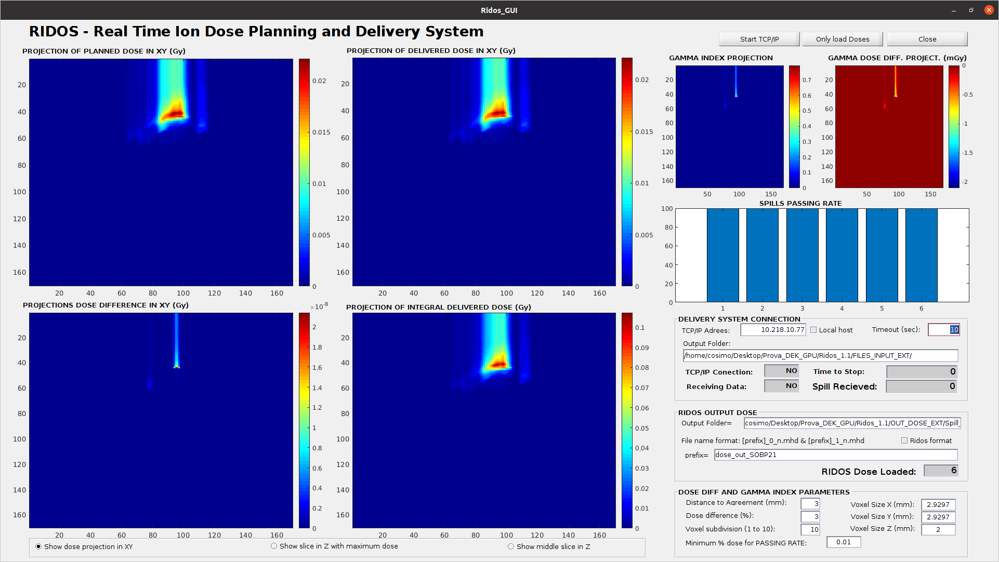 Ridos_GUI
RIDOS - Real Time Ion Dose Planning and Delivery System
Start TCP/IP
Only load Doses
Close
PROJECTION OF PLANNED DOSE IN XY (Gy)
20
40
60
80
100
120
140
160
20 40 60 80 100 120 140
0.02
0.015
0.01
0.005
0
PROJECTION OF DELIVERED DOSE IN XY (Gy)
20
40
60
80
100
120
140
160
20 40 60 80 100 120 140 160
0.02
0.015
0.01
0.005
0
GAMMA INDEX PROJECTION
20
40
60
80
100
120
140
160
50 100 150
0.7
0.6
0.5
0.4
0.3
0.2
0.1
0
GAMMA DOSE DIFF. PROJECT. (mGy)
20
40
60
80
100
120
140
160
50 100 150
0
-0.5
-1
-1.5
-2
SPILLS PASSING RATE
100
80
60
40
20
0
1 2 3 4 5 6
PROJECTIONS DOSE DIFFERENCE IN XY (Gy)
×10-8
20
40
60
80
100
120
140
160
20 40 60 80 100 120 140
2
1.8
1.6
1.4
1.2
1
0.8
0.6
0.4
0.2
0
PROJECTION OF INTEGRAL DELIVERED DOSE (Gy)
20
40
60
80
100
120
140
160
20 40 60 80 100 120 140 160
0.1
0.09
0.08
0.07
0.06
0.05
0.04
0.03
0.02
0.01
0
Show dose projection in XY
Show slice in Z with maximum dose
Show middle slice in Z
DELIVERY SYSTEM CONNECTION
TCP/IP Adrees: 10.218.10.77 Local host Timeout (sec): 10
Output Folder:
/home/cosimo/Desktop/Prova_DEK_GPU/Ridos_1.1/FILES_INPUT_EXT/
TCP/IP Conection: NO Time to Stop: 0
Receiving Data: NO Spill Recieved: 0
RIDOS OUTPUT DOSE
Output Folder= cosimo/Desktop/Prova_DEK_GPU/Ridos_1.1/OUT_DOSE_EXT/Spill_
File name format: [prefix]_0_n.mhd & [prefix]_1_n.mhd Ridos format
prefix= dose_out_SOBP21
RIDOS Dose Loaded: 6
DOSE DIFF AND GAMMA INDEX PARAMETERS
Distance to Agreement (mm): 3 Voxel Size X (mm): 2.9297
Dose difference (%): 3 Voxel Size Y (mm): 2.9297
Voxel subdivision (1 to 10): 10 Voxel Size Z (mm): 2
Minimum % dose for PASSING RATE: 0.01